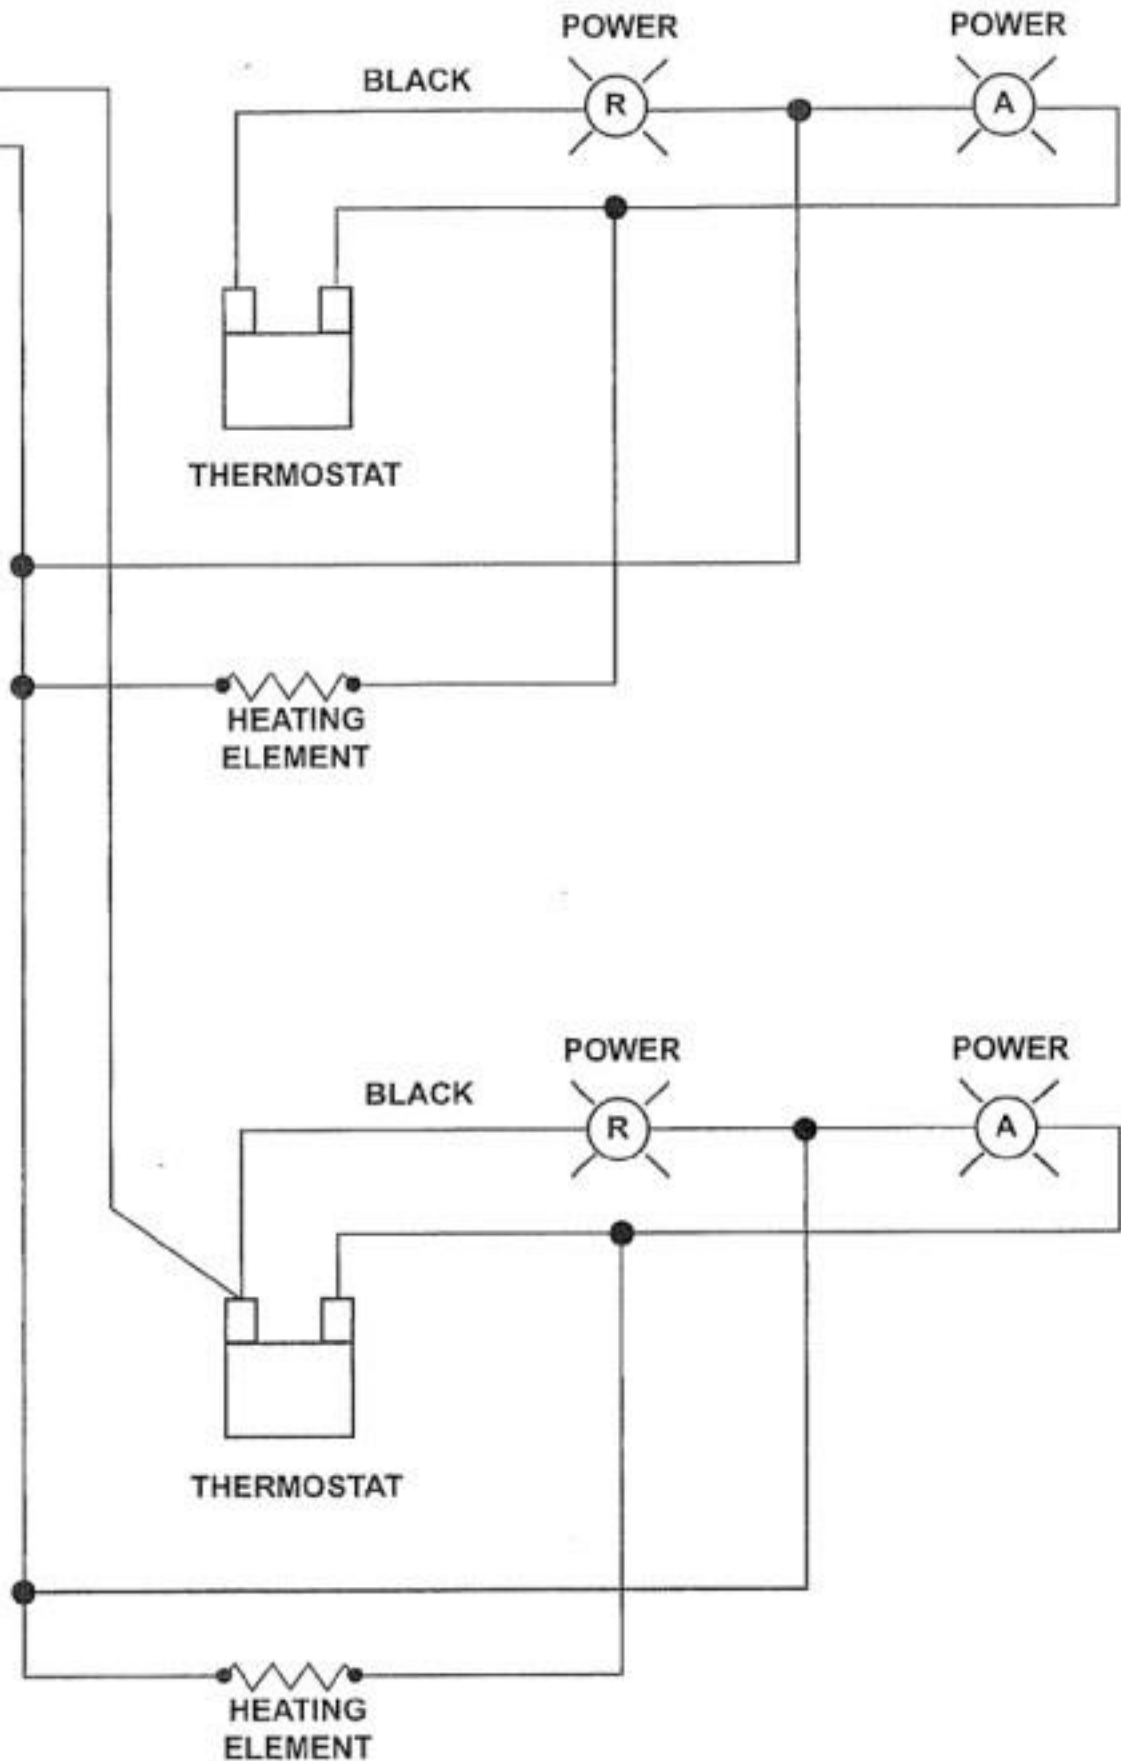 POWER
POWER
BLACK
R
A
THERMOSTAT
HEATING
ELEMENT
POWER
POWER
BLACK
R
A
THERMOSTAT
HEATING
ELEMENT